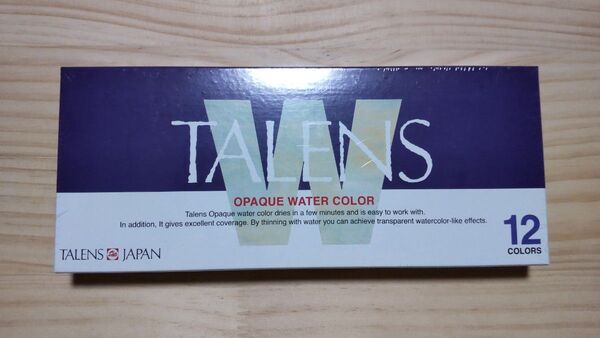 TALENS
OPAQUE WATER COLOR
Talens Opaque water color dries in a few minutes and is easy to work with.
In addition, It gives excellent coverage. By thinning with water you can achieve transparent watercolor-like effects.
TALENS JAPAN
12
COLORS